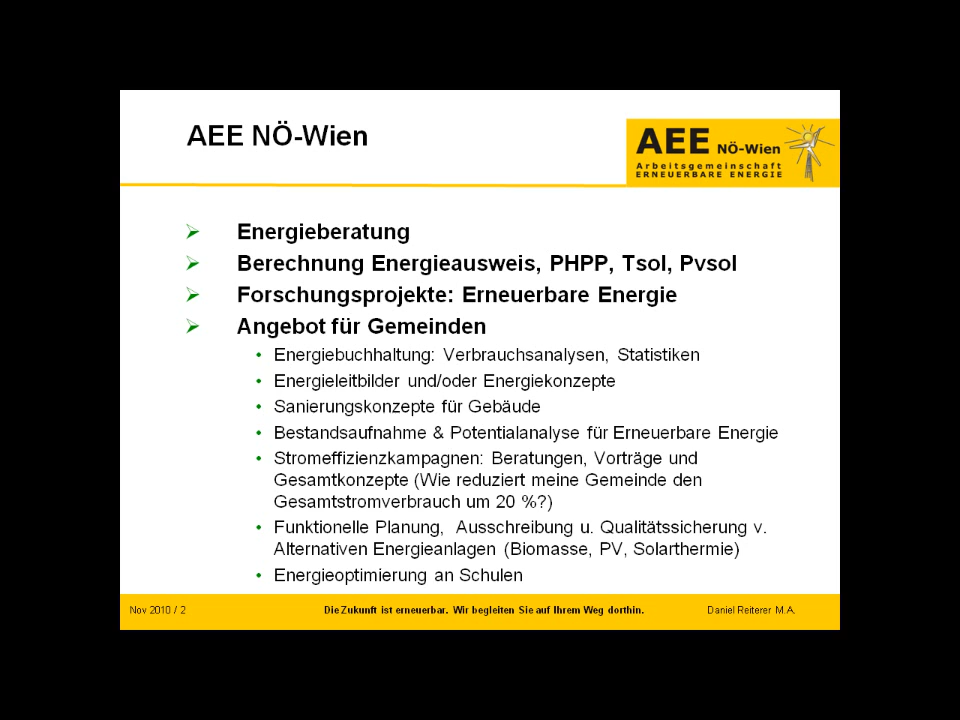 AEE NÖ-Wien
AEE NÖ-Wien
Arbeitsgemeinschaft
ERNEUERBARE ENERGIE
Energieberatung
Berechnung Energieausweis, PHPP, Tsol, Pvsol
Forschungsprojekte: Erneuerbare Energie
Angebot für Gemeinden
• Energiebuchhaltung: Verbrauchsanalysen, Statistiken
• Energieleitbilder und/oder Energiekonzepte
• Sanierungskonzepte für Gebäude
• Bestandsaufnahme & Potentialanalyse für Erneuerbare Energie
• Stromeffizienzkampagnen: Beratungen, Vorträge und
Gesamtkonzepte (Wie reduziert meine Gemeinde den
Gesamtstromverbrauch um 20 %?)
• Funktionelle Planung, Ausschreibung u. Qualitätssicherung v.
Alternativen Energieanlagen (Biomasse, PV, Solarthermie)
• Energieoptimierung an Schulen
Nov 2010 / 2
Die Zukunft ist erneuerbar. Wir begleiten Sie auf Ihrem Weg dorthin.
Daniel Reiterer M.A.